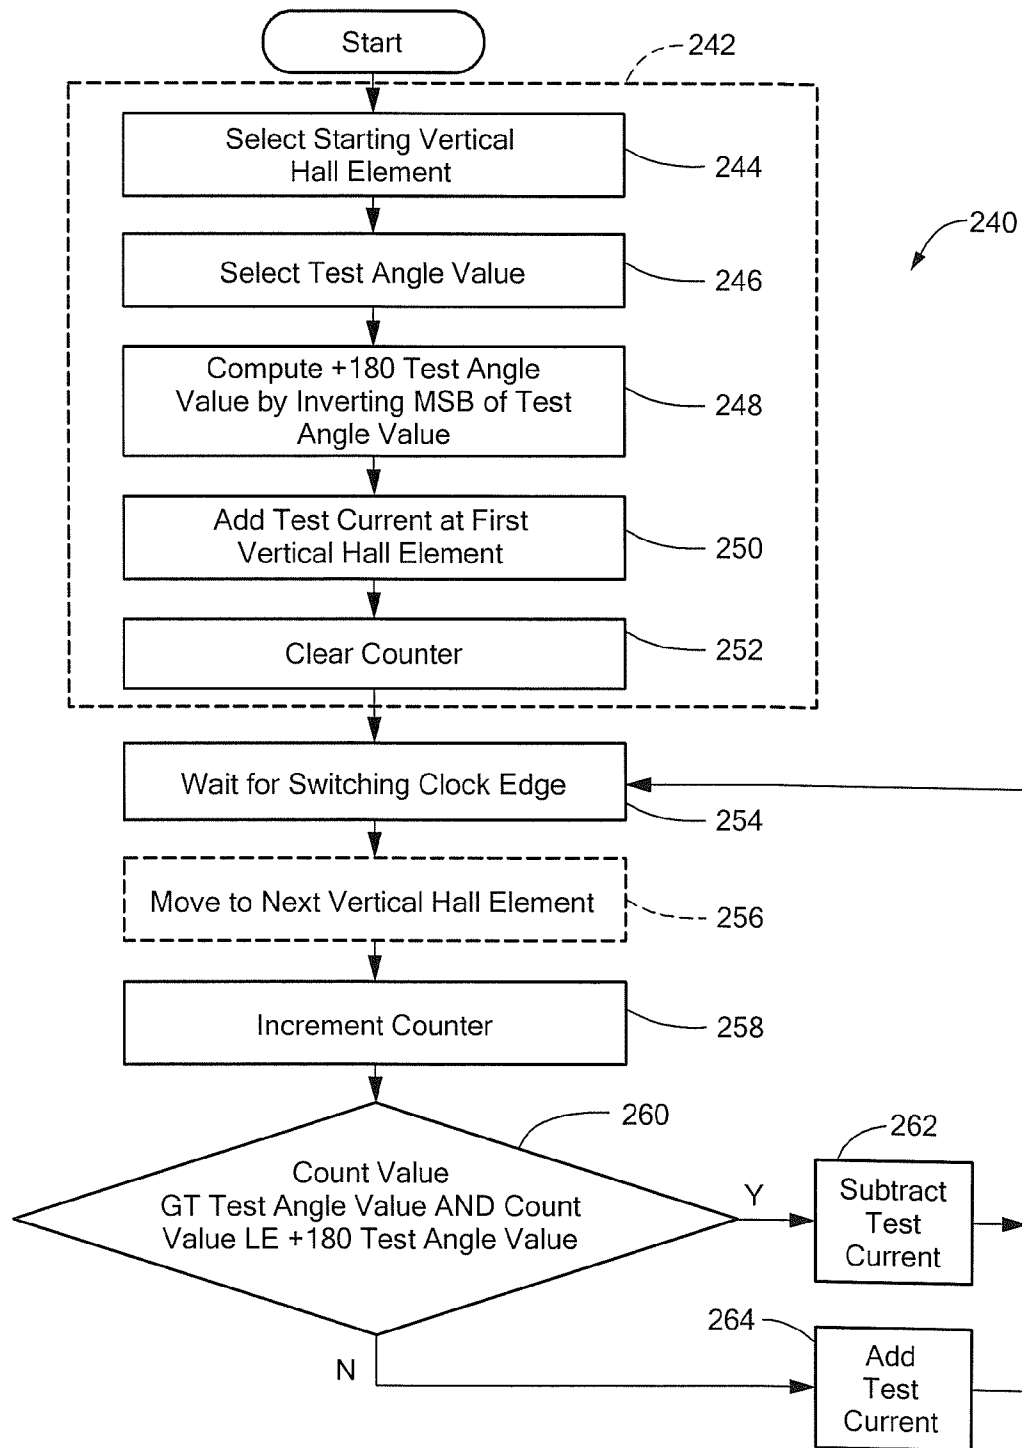 Start
242
Select Starting Vertical
Hall Element
244
240
Select Test Angle Value
246
Compute +180 Test Angle
Value by Inverting MSB of Test
Angle Value
248
Add Test Current at First
Vertical Hall Element
250
Clear Counter
252
Wait for Switching Clock Edge
254
Move to Next Vertical Hall Element
256
Increment Counter
258
260
Count Value
GT Test Angle Value AND Count
Value LE +180 Test Angle Value
Y
262
Subtract
Test
Current
N
264
Add
Test
Current